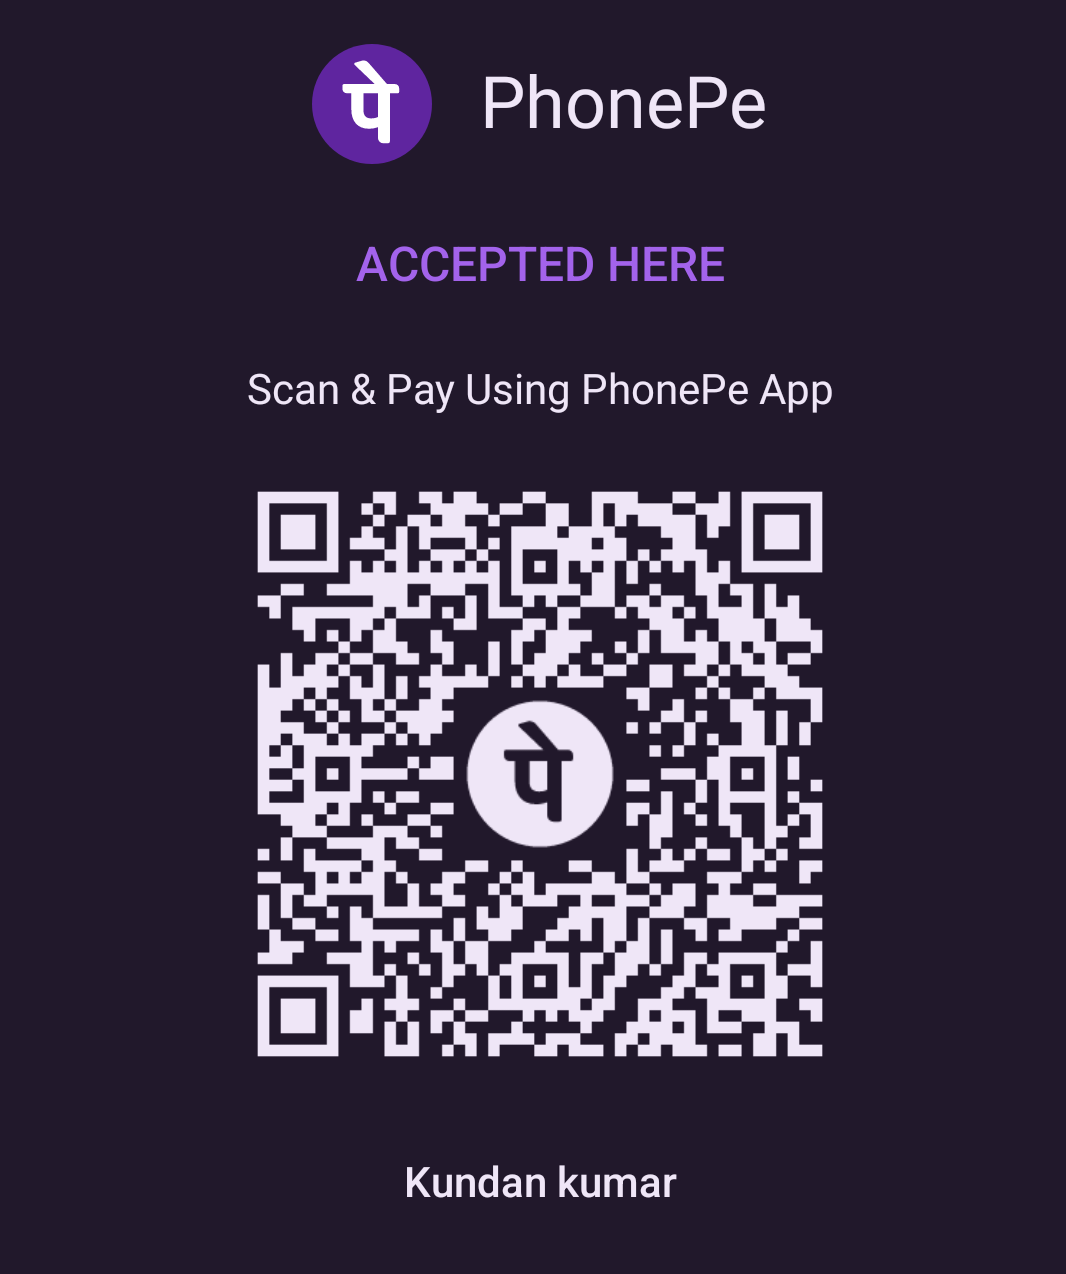 पे PhonePe
ACCEPTED HERE
Scan & Pay Using PhonePe App
पे
Kundan kumar